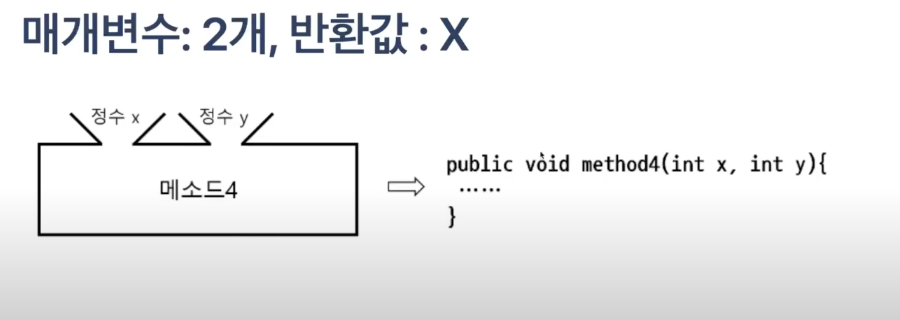 매개변수: 2개, 반환값 : X
정수 x 정수 y
메소드4
public void method4(int x, int y){
......
}